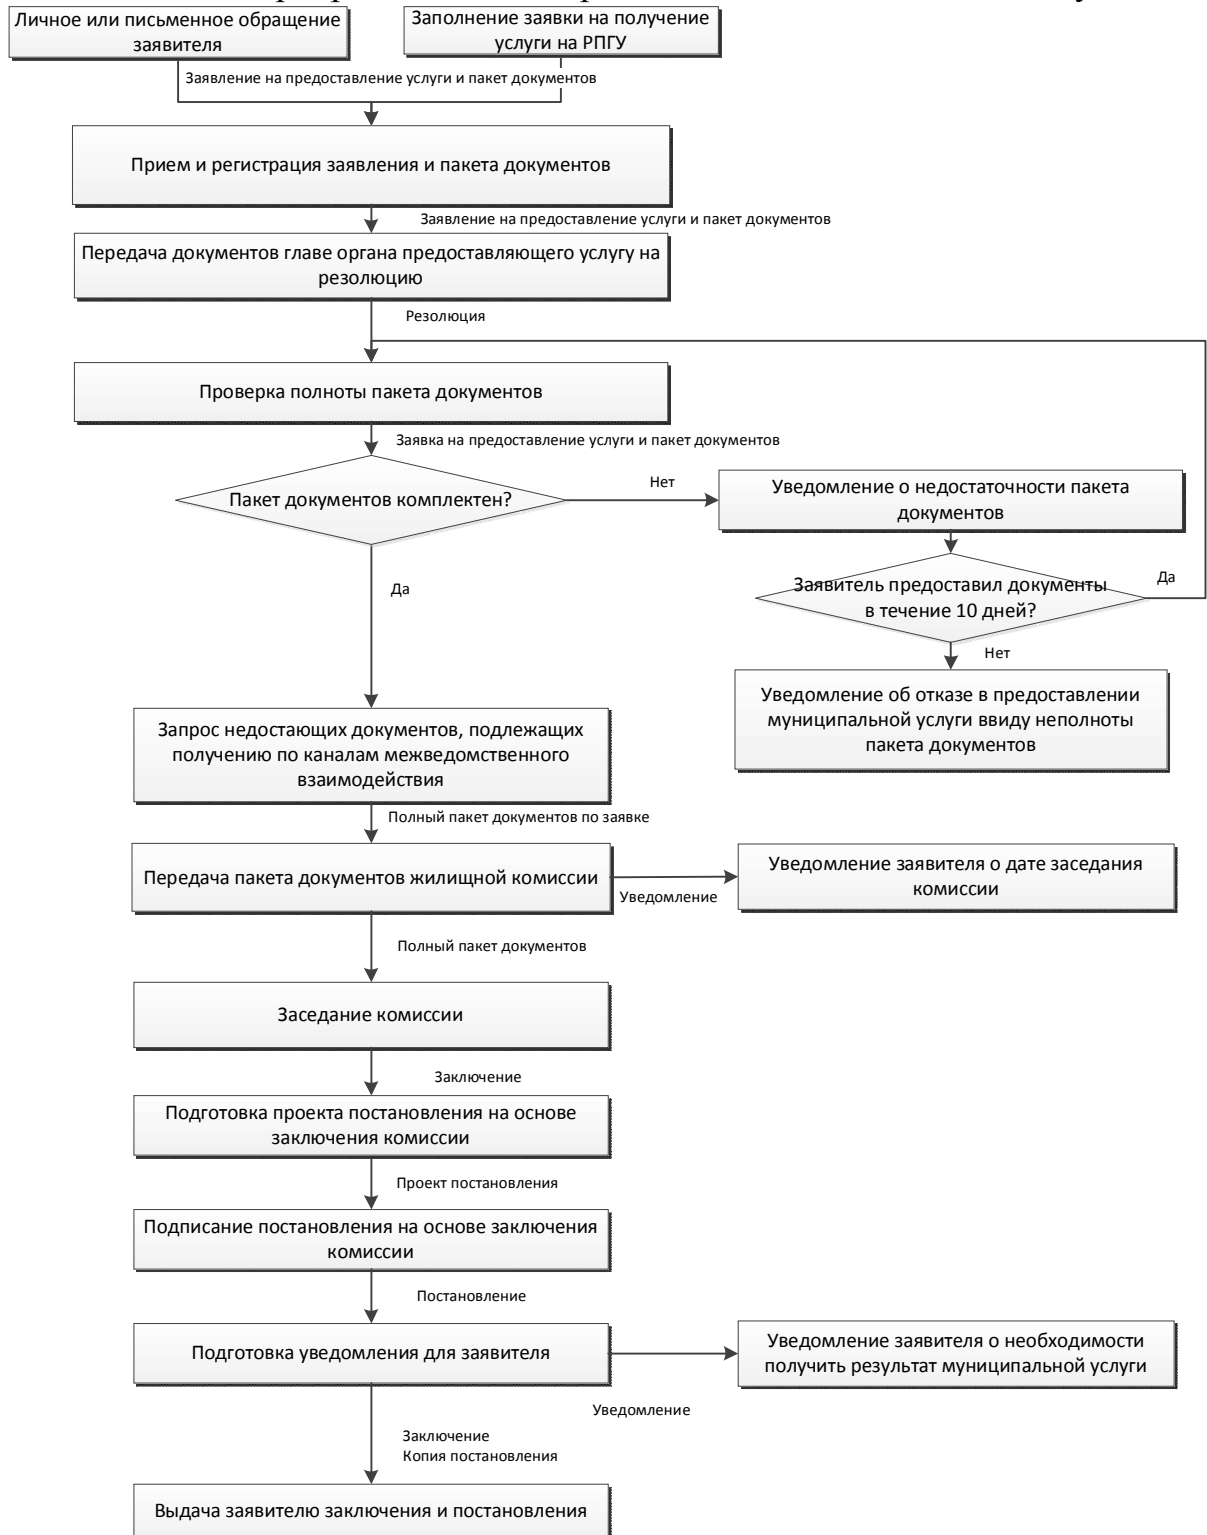 Личное или письменное обращение
заявителя
Заполнение заявки на получение
услуги на РПГУ
Заявление на предоставление услуги и пакет документов
Прием и регистрация заявления и пакета документов
Заявление на предоставление услуги и пакет документов
Передача документов главе органа предоставляющего услугу на
резолюцию
Резолюция
Проверка полноты пакета документов
Заявка на предоставление услуги и пакет документов
Пакет документов комплектен?
Нет
Уведомление о недостаточности пакета
документов
Да
Заявитель предоставил документы
в течение 10 дней?
Да
Нет
Уведомление об отказе в предоставлении
муниципальной услуги ввиду неполноты
пакета документов
Запрос недостающих документов, подлежащих
получению по каналам межведомственного
взаимодействия
Полный пакет документов по заявке
Передача пакета документов жилищной комиссии
Уведомление
Уведомление заявителя о дате заседания
комиссии
Полный пакет документов
Заседание комиссии
Заключение
Подготовка проекта постановления на основе
заключения комиссии
Проект постановления
Подписание постановления на основе заключения
комиссии
Постановление
Подготовка уведомления для заявителя
Уведомление заявителя о необходимости
получить результат муниципальной услуги
Уведомление
Заключение
Копия постановления
Выдача заявителю заключения и постановления